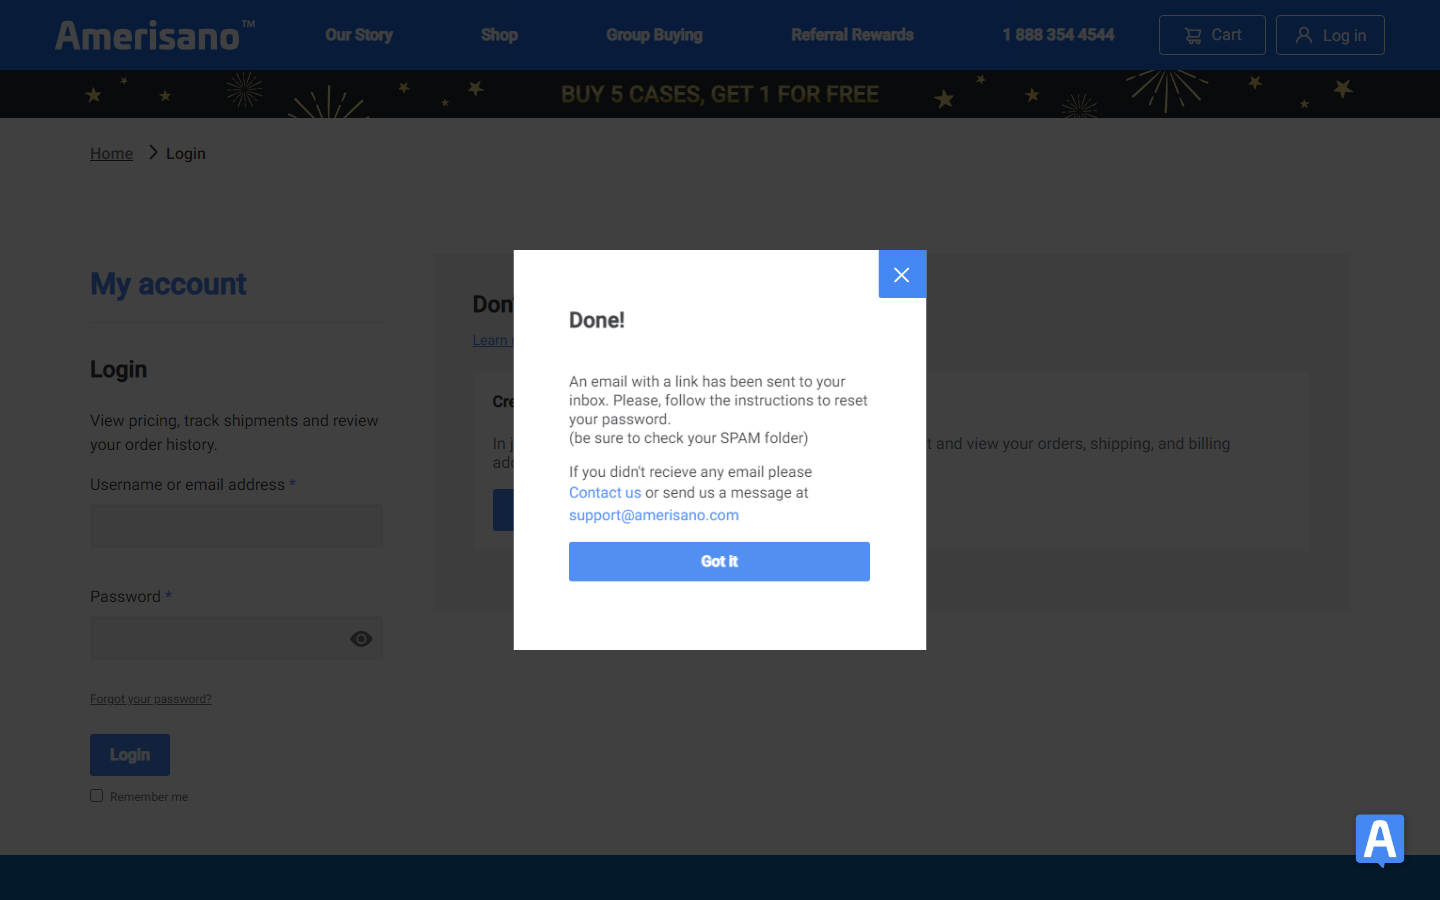 Amerisano™
Our Story
Shop
Group Buying
Referral Rewards
1 888 354 4544
Cart
Log in
BUY 5 CASES, GET 1 FOR FREE
Home
Login
My account
Login
View pricing, track shipments and review
your order history.
Username or email address *
Password *
Forgot your password?
Login
Remember me
Learn
In j
t and view your orders, shipping, and billing
Done!
An email with a link has been sent to your
inbox. Please, follow the instructions to reset
your password.
(be sure to check your SPAM folder)
If you didn't recieve any email please
Contact us or send us a message at
support@amerisano.com
Got it
A